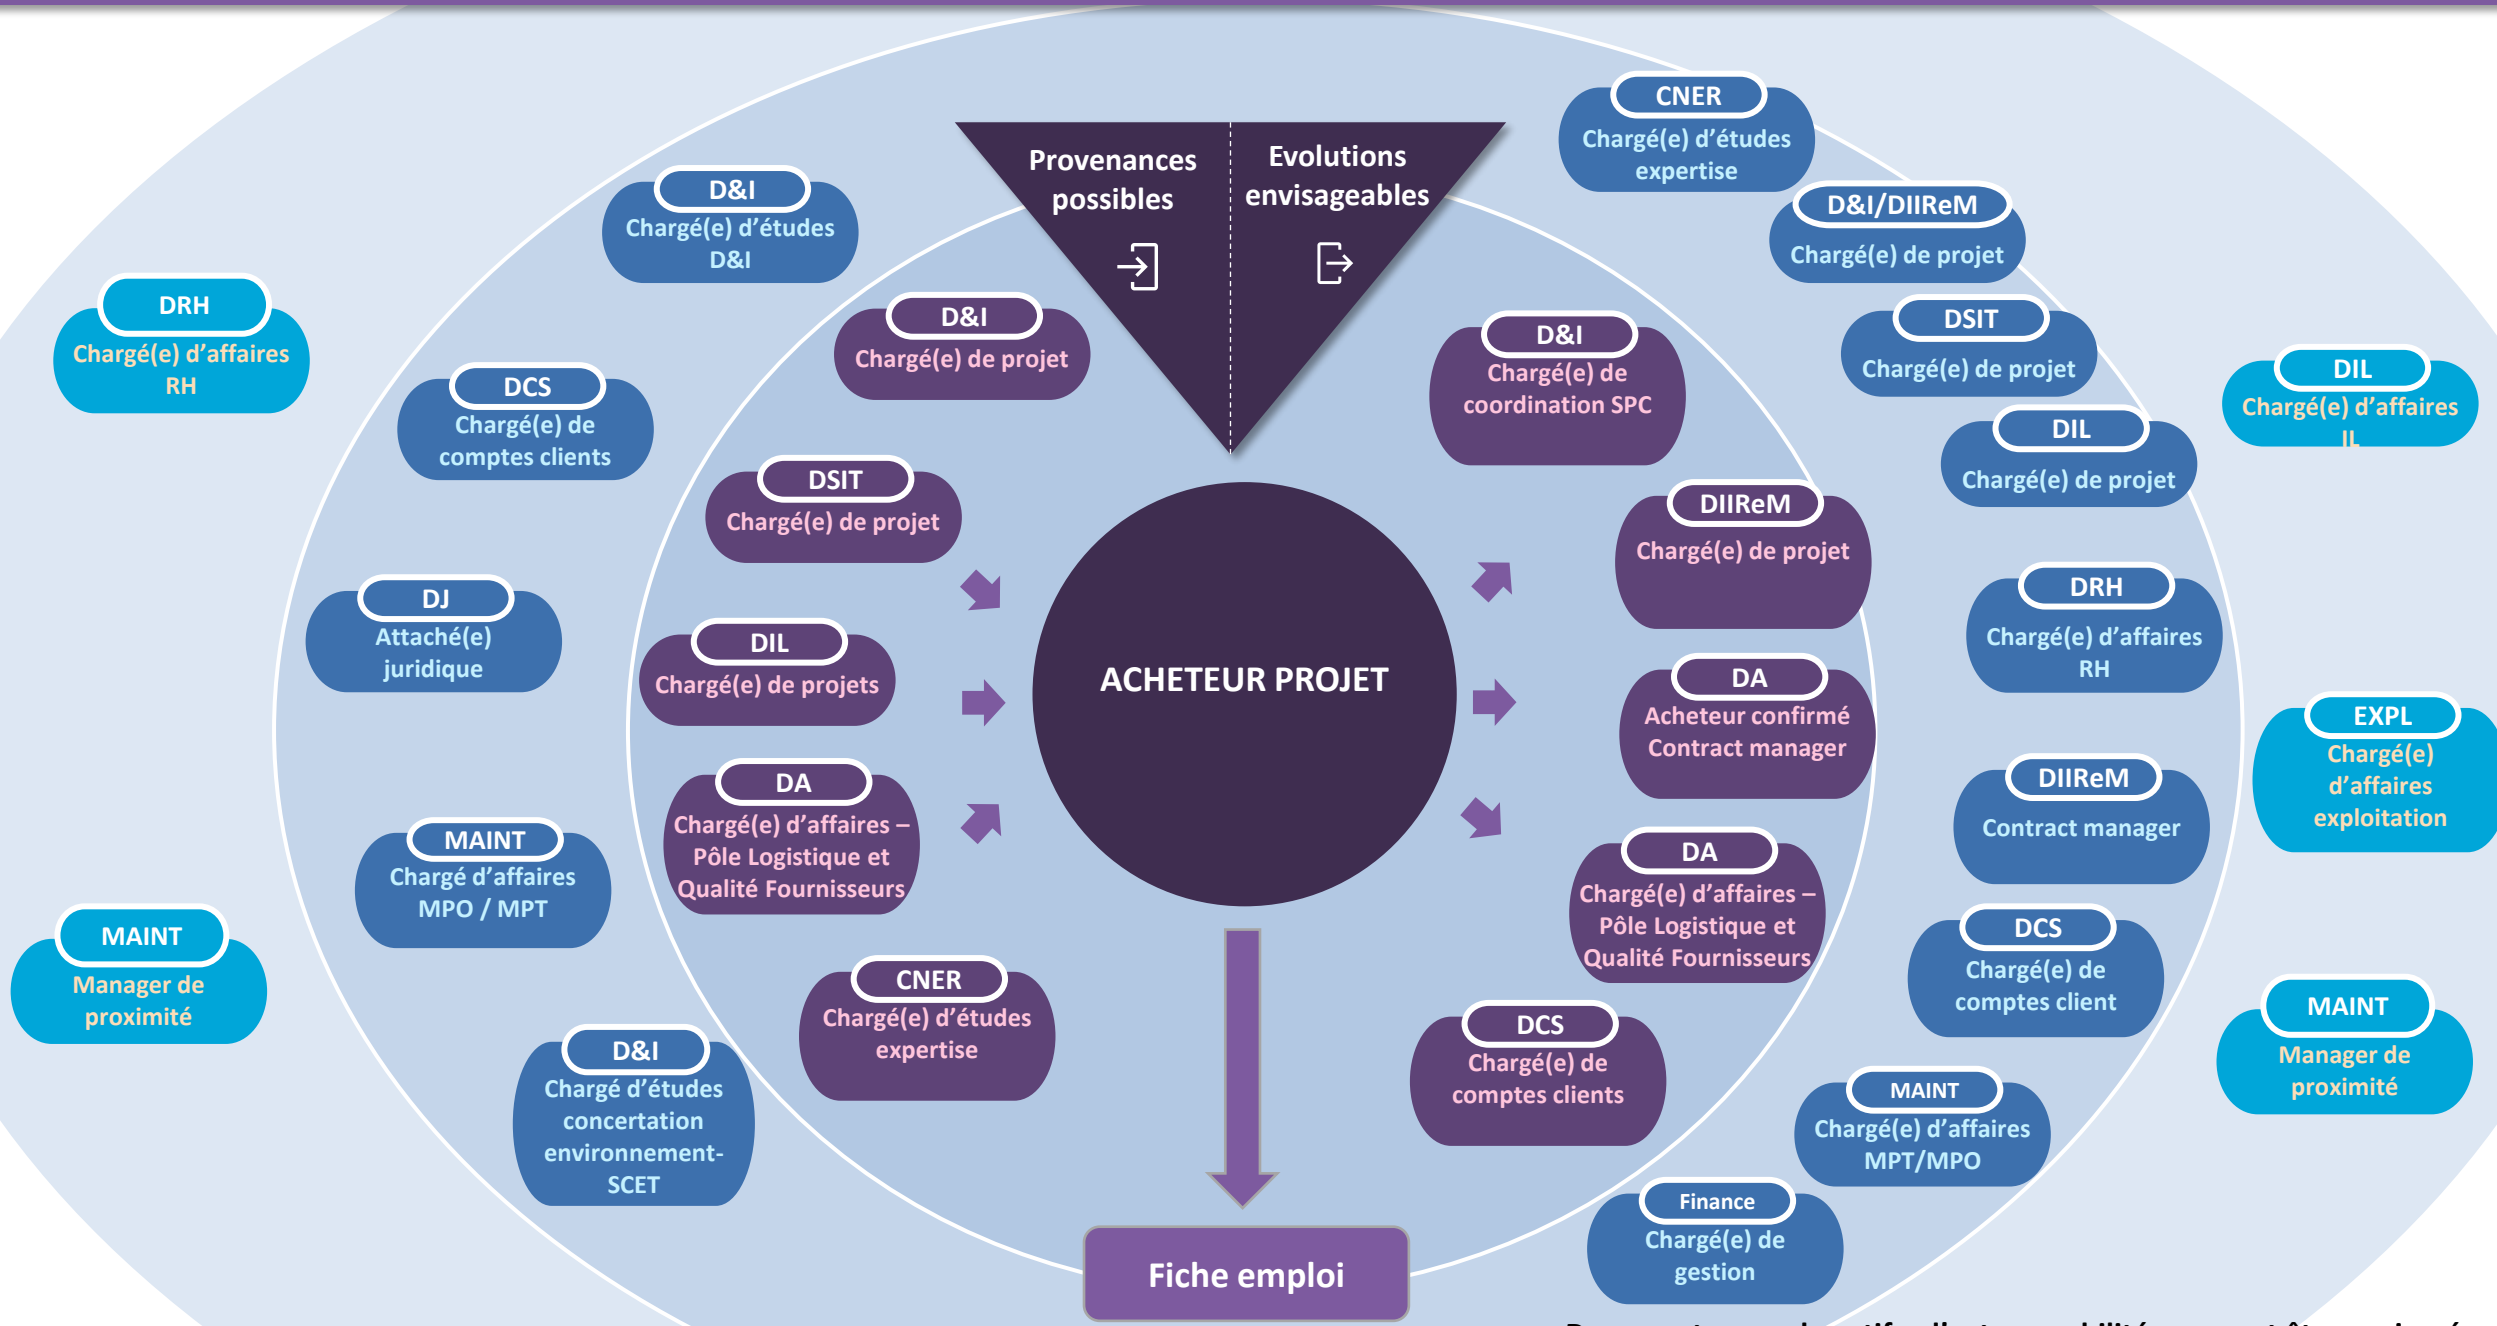 Provenances
possibles
Evolutions
envisageables
ACHETEUR PROJET
Fiche emploi
D&I
Chargé(e) de projet
DSIT
Chargé(e) de projet
DIL
Chargé(e) de projets
DA
Chargé(e) d’affaires –
Pôle Logistique et
Qualité Fournisseurs
CNER
Chargé(e) d’études
expertise
D&I
Chargé(e) d’études
D&I
DCS
Chargé(e) de
comptes clients
DJ
Attaché(e)
juridique
MAINT
Chargé d’affaires
MPO / MPT
D&I
Chargé d’études
concertation
environnement-
SCET
DRH
Chargé(e) d’affaires
RH
MAINT
Manager de
proximité
D&I
Chargé(e) de
coordination SPC
DIIReM
Chargé(e) de projet
DA
Acheteur confirmé
Contract manager
DA
Chargé(e) d’affaires –
Pôle Logistique et
Qualité Fournisseurs
DCS
Chargé(e) de
comptes clients
CNER
Chargé(e) d’études
expertise
D&I/DIIReM
Chargé(e) de projet
DSIT
Chargé(e) de projet
DIL
Chargé(e) de projet
DRH
Chargé(e) d’affaires
RH
DIIReM
Contract manager
DCS
Chargé(e) de
comptes client
MAINT
Chargé(e) d’affaires
MPT/MPO
Finance
Chargé(e) de
gestion
DIL
Chargé(e) d’affaires
IL
EXPL
Chargé(e)
d’affaires
exploitation
MAINT
Manager de
proximité